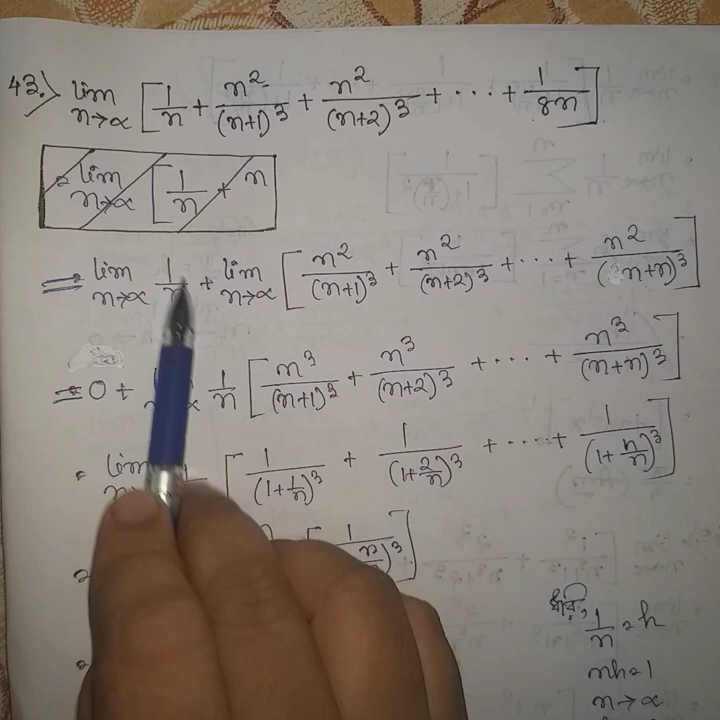 43.) lim n→∝ [1/n + n²/(n+1)³ + n²/(n+2)³ + ··· + 1/8n]
= lim n→∝ [1/n + n
= lim n→∝ 1/n + lim n→∝ [n²/(n+1)³ + n²/(n+2)³ + ··· + n²/(n+n)³]
= 0 + 1/n [n³/(n+1)³ + n³/(n+2)³ + ··· + n³/(n+n)³]
= lim [1/(1+1/n)³ + 1/(1+2/n)³ + ··· + 1/(1+n/n)³]
ধরি,
1/n = h
nh = 1
n→∝